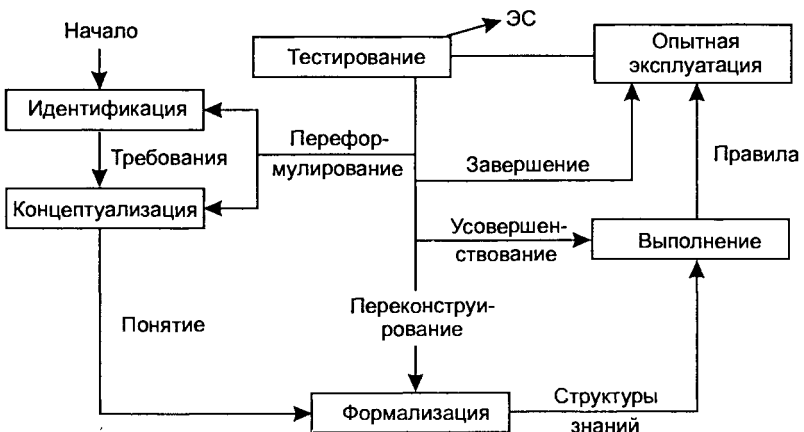 Начало
ЭС
Тестирование
Опытная
эксплуатация
Идентификация
Требования
Перефор-
мулирование
Завершение
Правила
Концептуализация
Усовершен-
ствование
Выполнение
Понятие
Переконструи-
рование
Формализация
Структуры
знаний